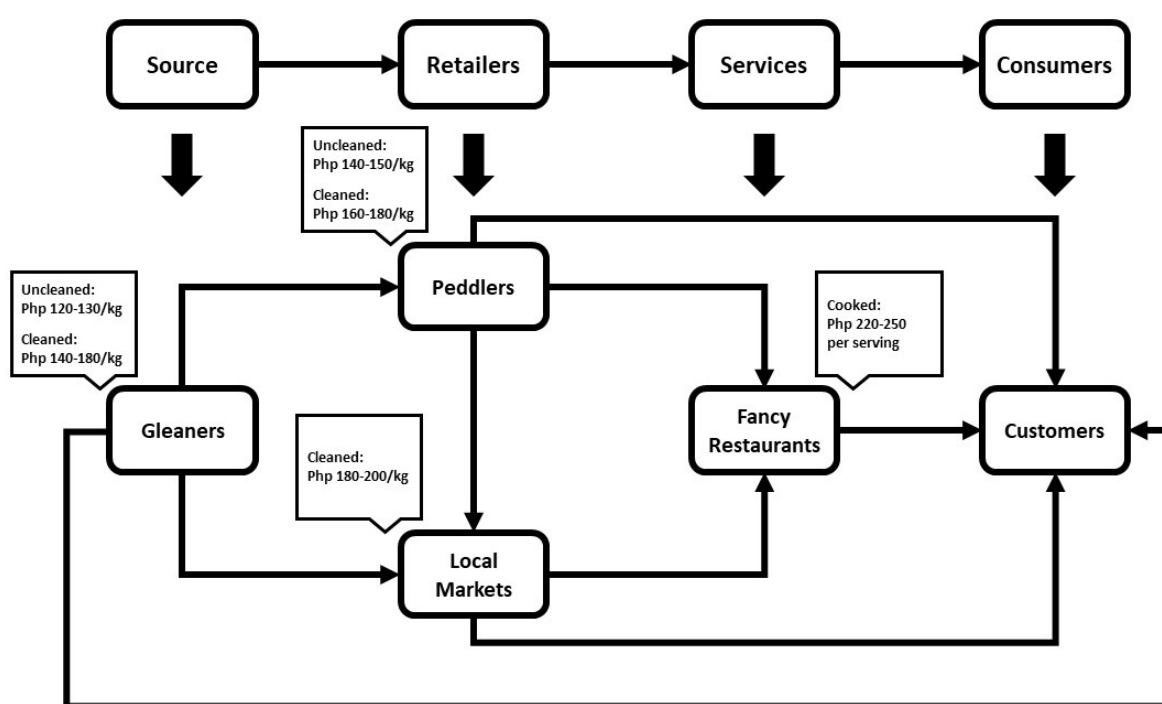 Source
Retailers
Services
Consumers
Uncleaned:
Php 140-150/kg
Cleaned:
Php 160-180/kg
Peddlers
Uncleaned:
Php 120-130/kg
Cleaned:
Php 140-180/kg
Cooked:
Php 220-250
per serving
Gleaners
Fancy
Restaurants
Customers
Cleaned:
Php 180-200/kg
Local
Markets